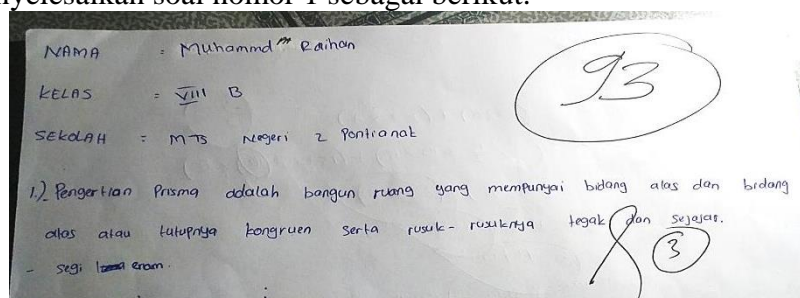 nyelesaikan soal nomor 1 sebagai berikut:
NAMA : Muhammd Raihan
93
KELAS : VIII B
SEKOLAH : MTs Negeri 2 Pontianak
1.) Pengertian Prisma adalah bangun ruang yang mempunyai bidang alas dan bidang
alas atau tutupnya kongruen serta rusuk-rusuknya tegak dan sejajar.
3
- segi enam.